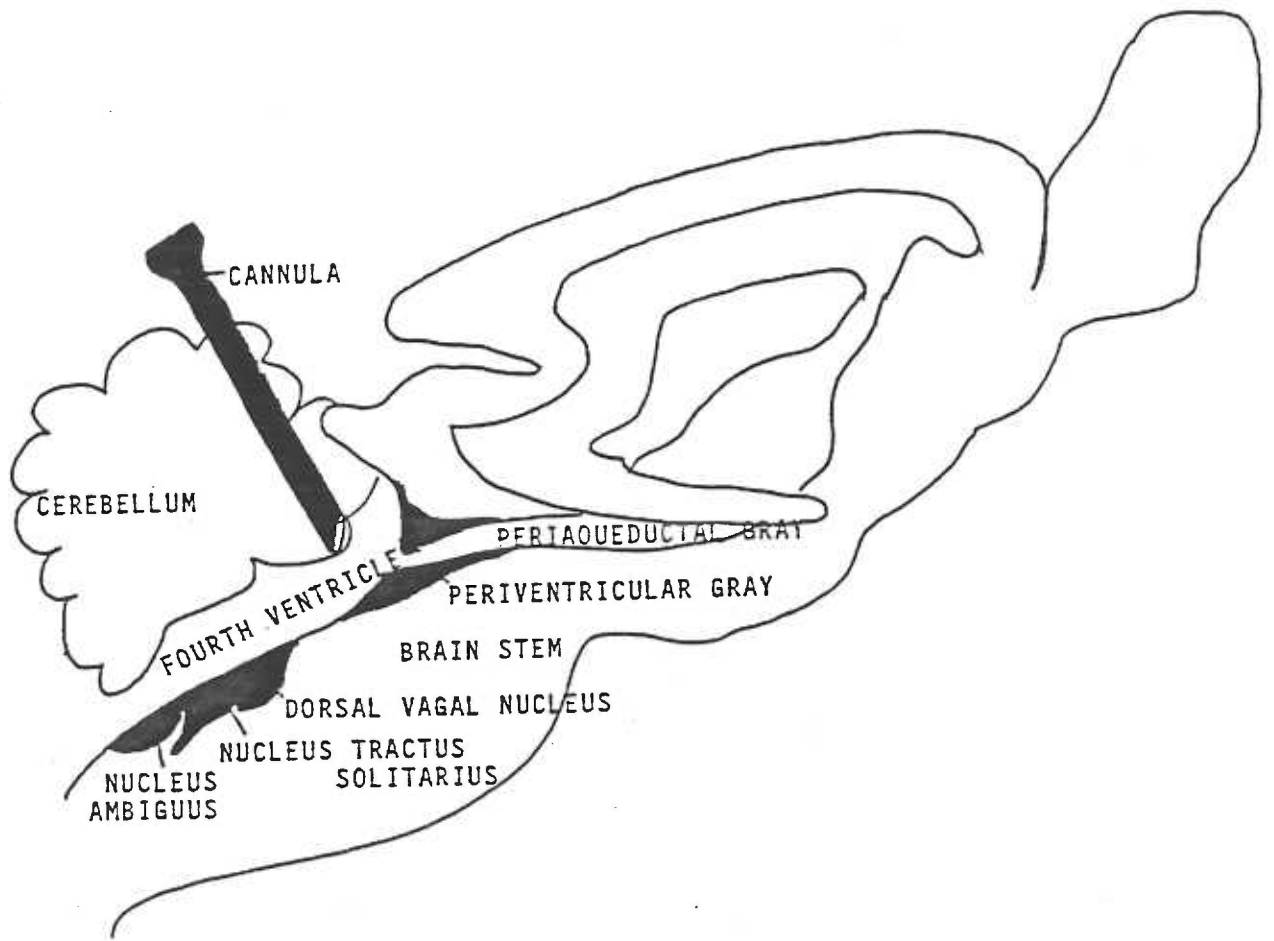 CANNULA
CEREBELLUM
PERIAQUEDUCTAL GRAY
FOURTH VENTRICLE
PERIVENTRICULAR GRAY
BRAIN STEM
DORSAL VAGAL NUCLEUS
NUCLEUS TRACTUS
SOLITARIUS
NUCLEUS
AMBIGUUS